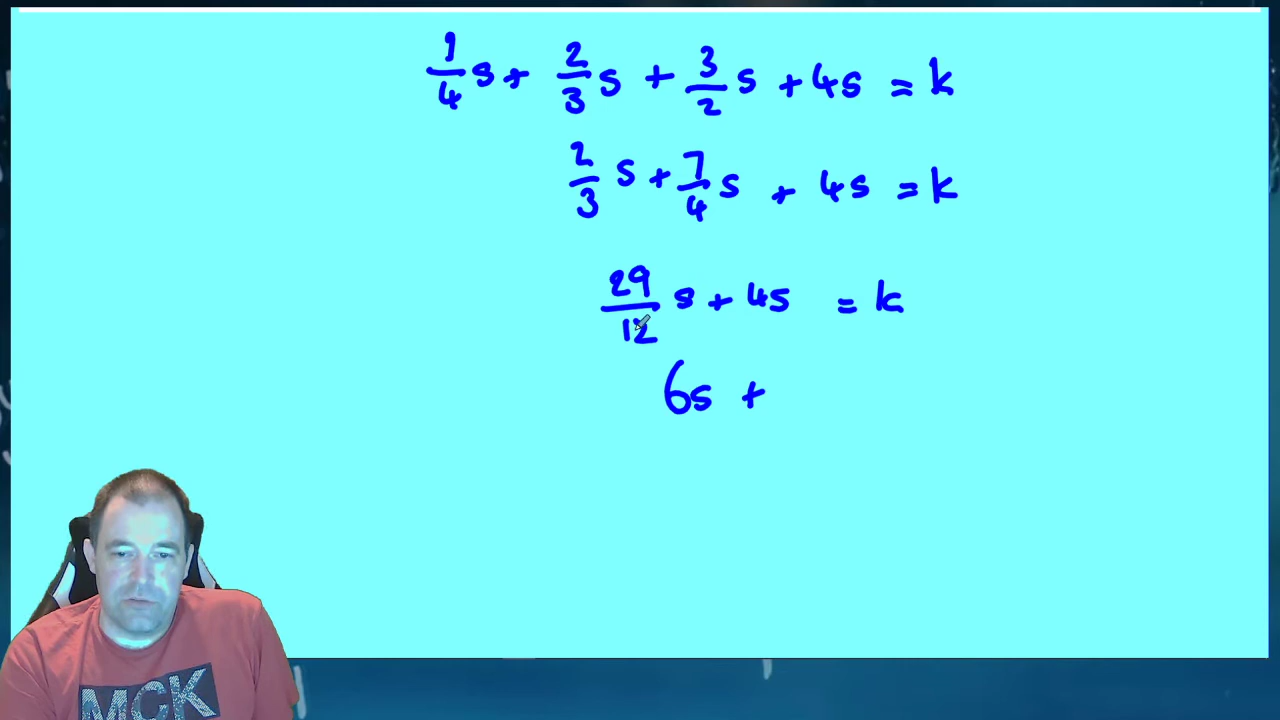 1/4 s + 2/3 s + 3/2 s + 4s = k
2/3 s + 7/4 s + 4s = k
29/12 s + 4s = k
6s +
MCK